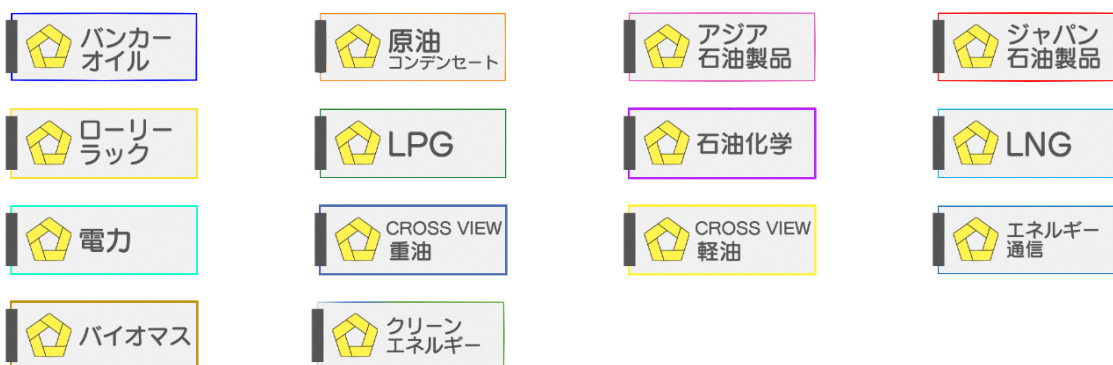 バンカー
オイル
原油
コンデンセート
アジア
石油製品
ジャパン
石油製品
ローリー
ラック
LPG
石油化学
LNG
電力
CROSS VIEW
重油
CROSS VIEW
軽油
エネルギー
通信
バイオマス
クリーン
エネルギー